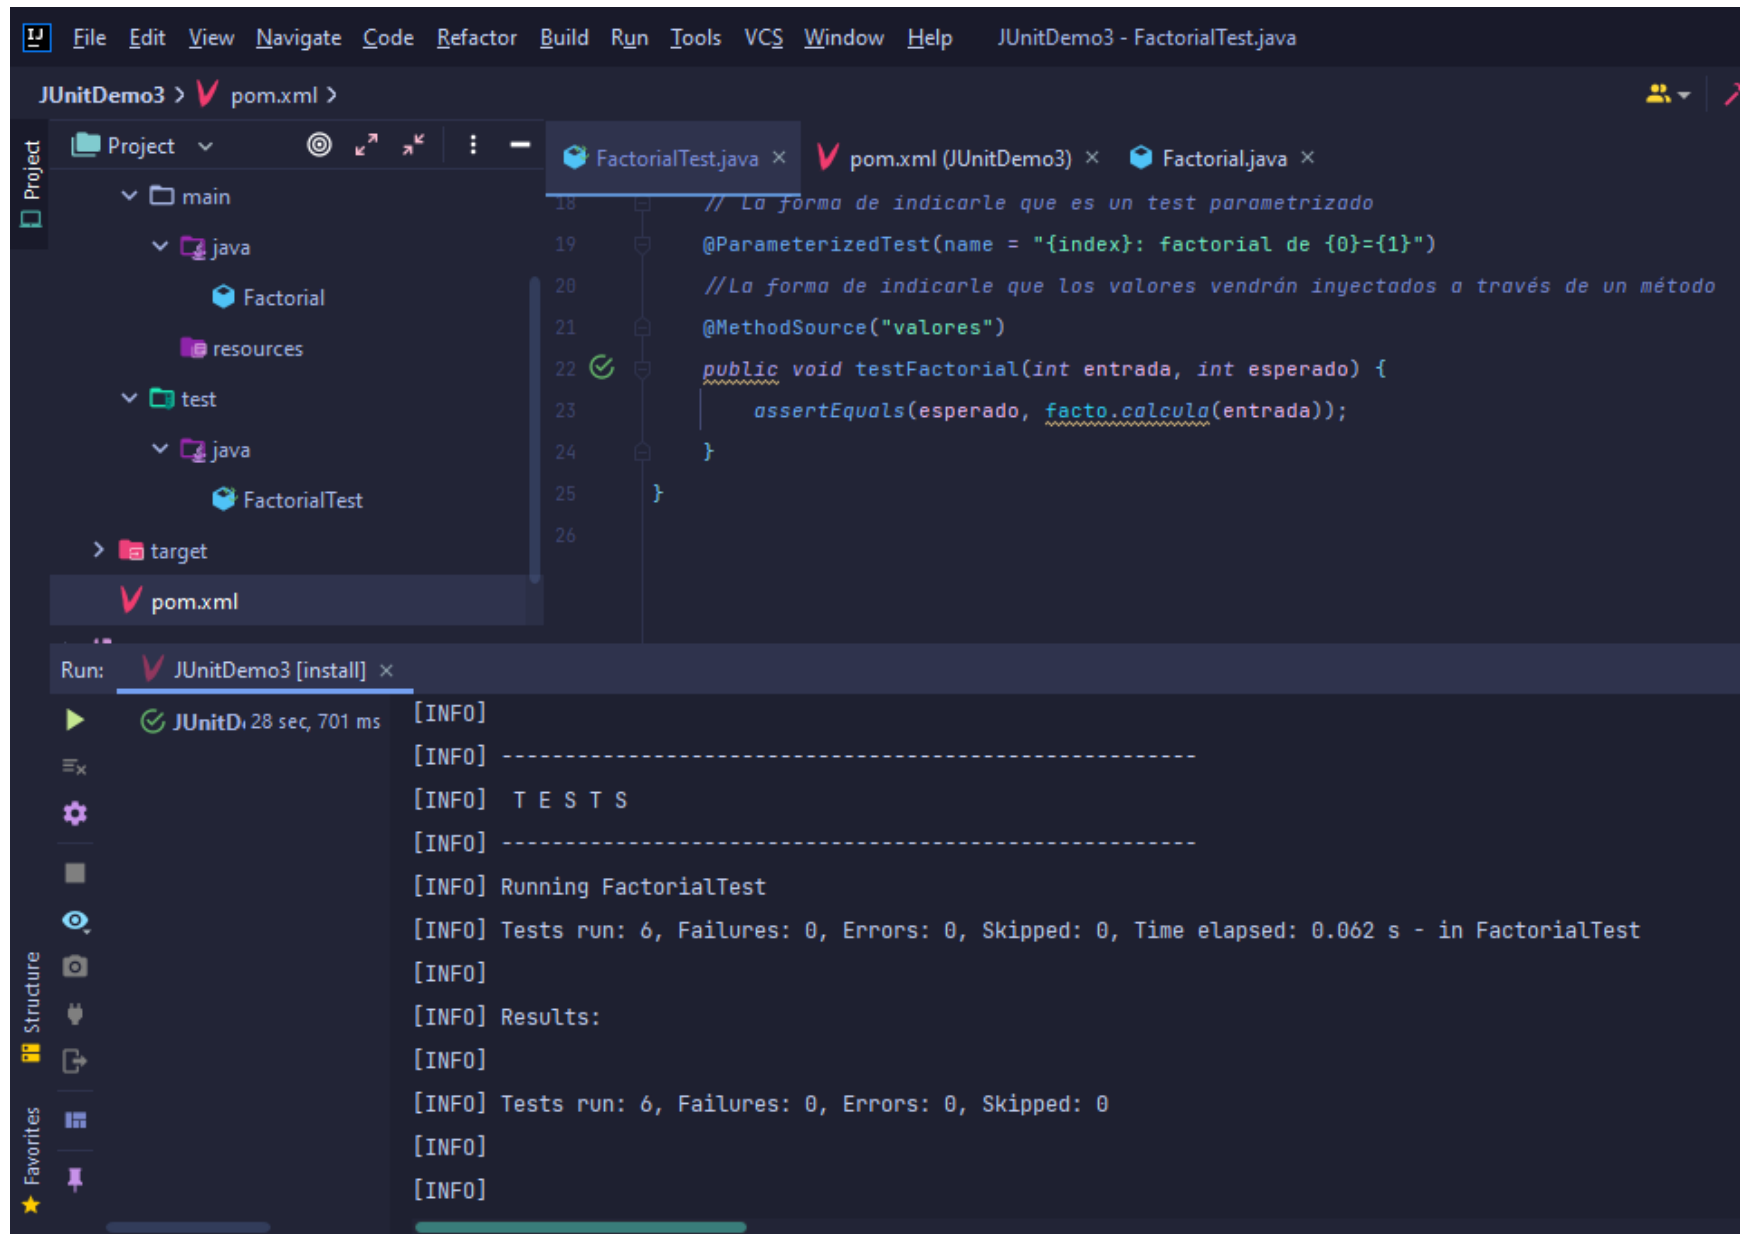 IJ File Edit View Navigate Code Refactor Build Run Tools VCS Window Help JUnitDemo3 - FactorialTest.java
JUnitDemo3 > pom.xml >
Project
Project
FactorialTest.java × pom.xml (JUnitDemo3) × Factorial.java ×
main
java
Factorial
resources
test
java
FactorialTest
target
pom.xml
18 // La forma de indicarle que es un test parametrizado
19 @ParameterizedTest(name = "{index}: factorial de {0}={1}")
20 //La forma de indicarle que los valores vendrán inyectados a través de un método
21 @MethodSource("valores")
22 public void testFactorial(int entrada, int esperado) {
23 assertEquals(esperado, facto.calcula(entrada));
24 }
25 }
26
Run: JUnitDemo3 [install] ×
JUnitD 28 sec, 701 ms
[INFO]
[INFO] -------------------------------------------------------
[INFO]  T E S T S
[INFO] -------------------------------------------------------
[INFO] Running FactorialTest
[INFO] Tests run: 6, Failures: 0, Errors: 0, Skipped: 0, Time elapsed: 0.062 s - in FactorialTest
[INFO]
[INFO] Results:
[INFO]
[INFO] Tests run: 6, Failures: 0, Errors: 0, Skipped: 0
[INFO]
[INFO]
Structure
Favorites